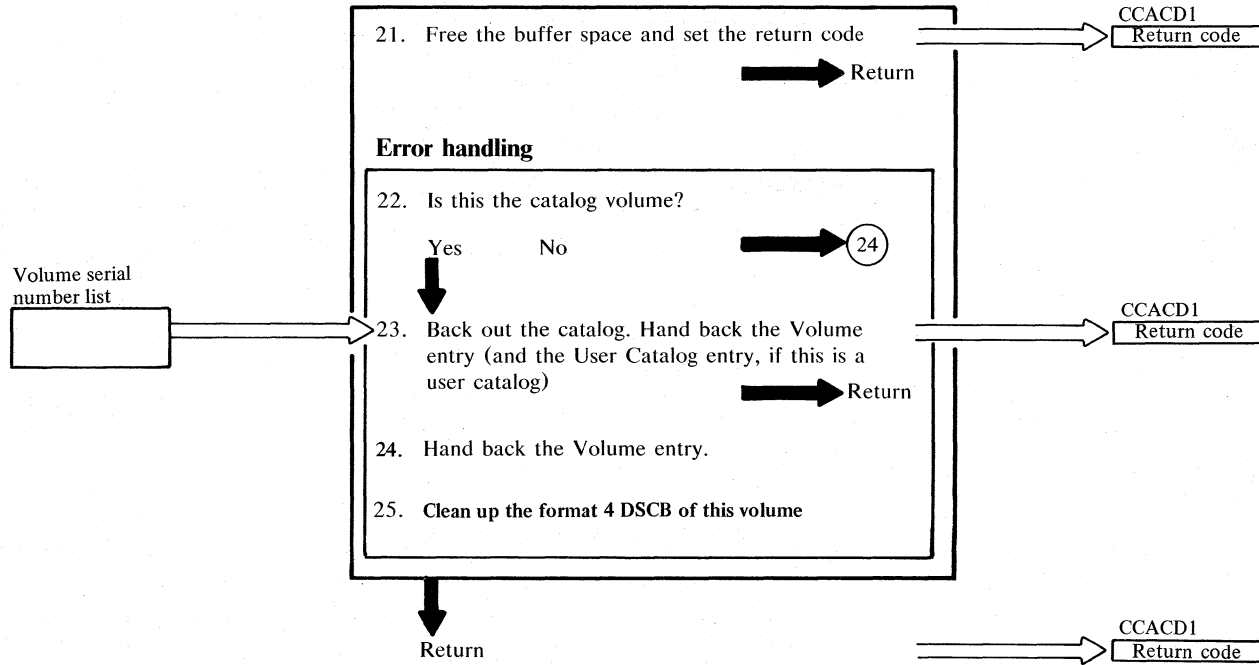 CCACD1
21. Free the buffer space and set the return code
Return code
Return
Error handling
22. Is this the catalog volume?
Yes No
24
Volume serial
number list
CCACD1
23. Back out the catalog. Hand back the Volume
Return code
entry (and the User Catalog entry, if this is a
user catalog)
Return
24. Hand back the Volume entry.
25. Clean up the format 4 DSCB of this volume
CCACD1
Return
Return code